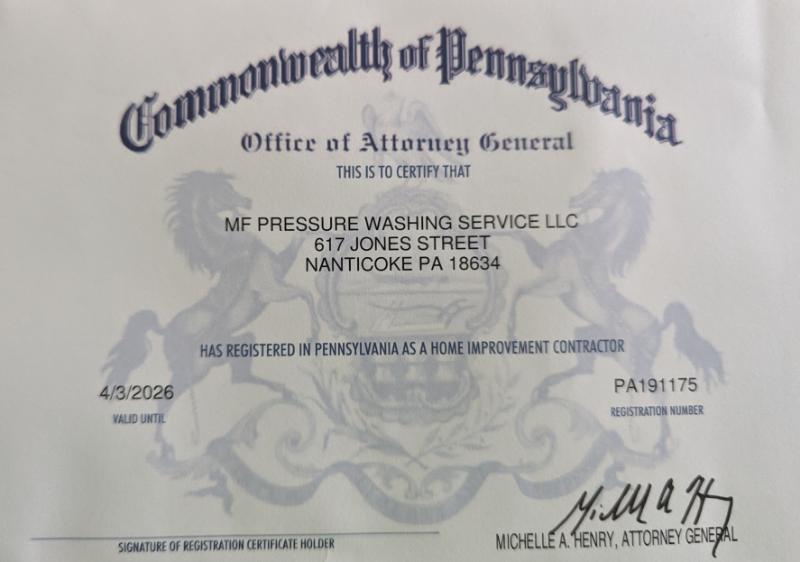 Commonwealth of Pennsylvania
Office of Attorney General
THIS IS TO CERTIFY THAT
MF PRESSURE WASHING SERVICE LLC
617 JONES STREET
NANTICOKE PA 18634
HAS REGISTERED IN PENNSYLVANIA AS A HOME IMPROVEMENT CONTRACTOR
4/3/2026
VALID UNTIL
PA191175
REGISTRATION NUMBER
SIGNATURE OF REGISTRATION CERTIFICATE HOLDER
MICHELLE A. HENRY, ATTORNEY GENERAL